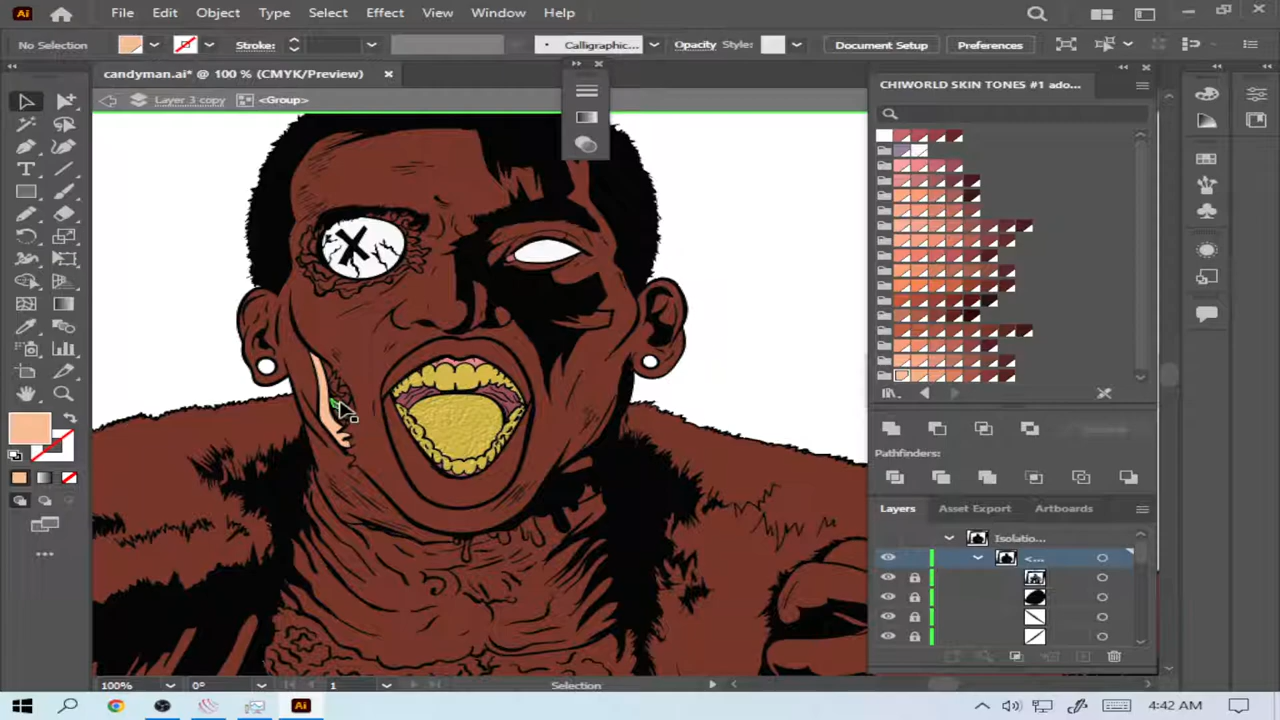 Ai File Edit Object Type Select Effect View Window Help
No Selection Stroke: Calligraphic... Opacity Style: Document Setup Preferences
candyman.ai* @ 100 % (CMYK/Preview)
CHIWORLD SKIN TONES #1 ado...
Layer 3 copy <Group>
X
Pathfinders:
Layers Asset Export Artboards
Isolatio...
<...
100% 0° 1 Selection
Ai 4:42 AM